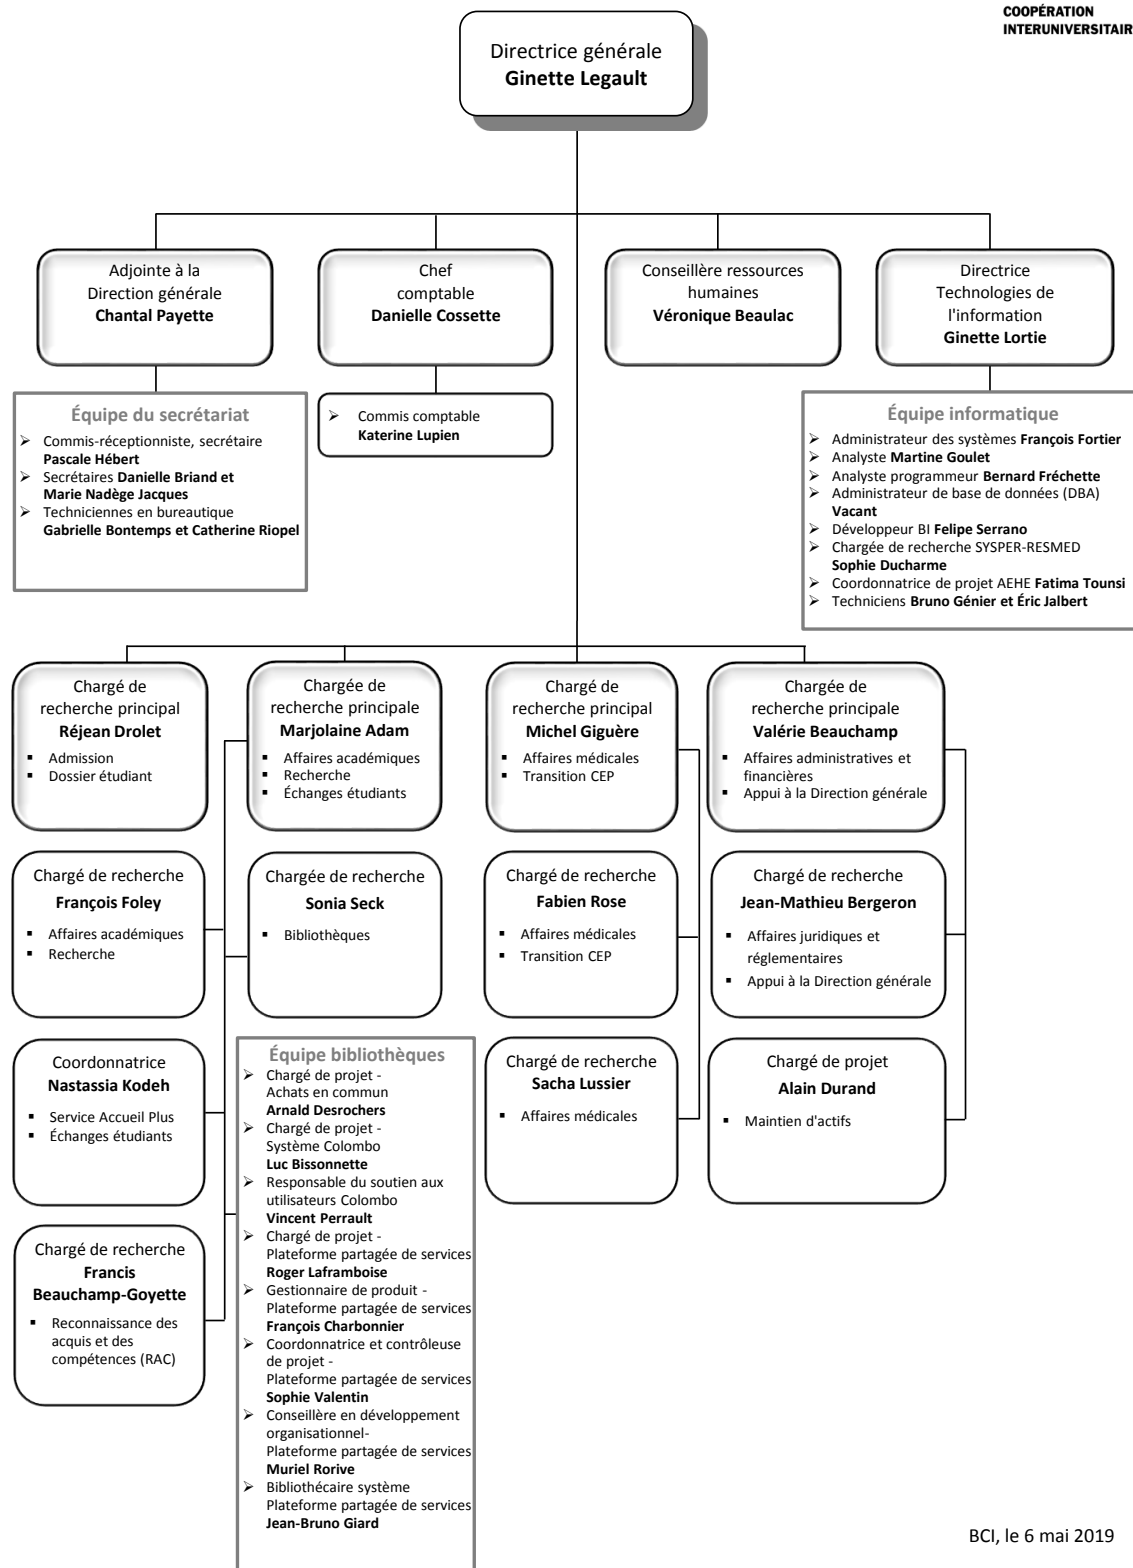 COOPÉRATION
INTERUNIVERSITAIR
Directrice générale
Ginette Legault
Adjointe à la
Direction générale
Chantal Payette
Chef
comptable
Danielle Cossette
Conseillère ressources
humaines
Véronique Beaulac
Directrice
Technologies de
l'information
Ginette Lortie
Équipe du secrétariat
➢ Commis-réceptionniste, secrétaire
Pascale Hébert
➢ Secrétaires Danielle Briand et
Marie Nadège Jacques
➢ Techniciennes en bureautique
Gabrielle Bontemps et Catherine Riopel
➢ Commis comptable
Katerine Lupien
Équipe informatique
➢ Administrateur des systèmes François Fortier
➢ Analyste Martine Goulet
➢ Analyste programmeur Bernard Fréchette
➢ Administrateur de base de données (DBA)
Vacant
➢ Développeur BI Felipe Serrano
➢ Chargée de recherche SYSPER-RESMED
Sophie Ducharme
➢ Coordonnatrice de projet AEHE Fatima Tounsi
➢ Techniciens Bruno Génier et Éric Jalbert
Chargé de
recherche principal
Réjean Drolet
▪ Admission
▪ Dossier étudiant
Chargée de
recherche principale
Marjolaine Adam
▪ Affaires académiques
▪ Recherche
▪ Échanges étudiants
Chargé de
recherche principal
Michel Giguère
▪ Affaires médicales
▪ Transition CEP
Chargée de
recherche principale
Valérie Beauchamp
▪ Affaires administratives et
financières
▪ Appui à la Direction générale
Chargé de recherche
François Foley
▪ Affaires académiques
▪ Recherche
Chargée de recherche
Sonia Seck
▪ Bibliothèques
Chargé de recherche
Fabien Rose
▪ Affaires médicales
▪ Transition CEP
Chargé de recherche
Jean-Mathieu Bergeron
▪ Affaires juridiques et
réglementaires
▪ Appui à la Direction générale
Coordonnatrice
Nastassia Kodeh
▪ Service Accueil Plus
▪ Échanges étudiants
Équipe bibliothèques
➢ Chargé de projet -
Achats en commun
Arnald Desrochers
➢ Chargé de projet -
Système Colombo
Luc Bissonnette
➢ Responsable du soutien aux
utilisateurs Colombo
Vincent Perrault
➢ Chargé de projet -
Plateforme partagée de services
Roger Laframboise
➢ Gestionnaire de produit -
Plateforme partagée de services
François Charbonnier
➢ Coordonnatrice et contrôleuse
de projet -
Plateforme partagée de services
Sophie Valentin
➢ Conseillère en développement
organisationnel-
Plateforme partagée de services
Muriel Rorive
➢ Bibliothécaire système
Plateforme partagée de services
Jean-Bruno Giard
Chargé de recherche
Sacha Lussier
▪ Affaires médicales
Chargé de projet
Alain Durand
▪ Maintien d'actifs
Chargé de recherche
Francis
Beauchamp-Goyette
▪ Reconnaissance des
acquis et des
compétences (RAC)
BCI, le 6 mai 2019